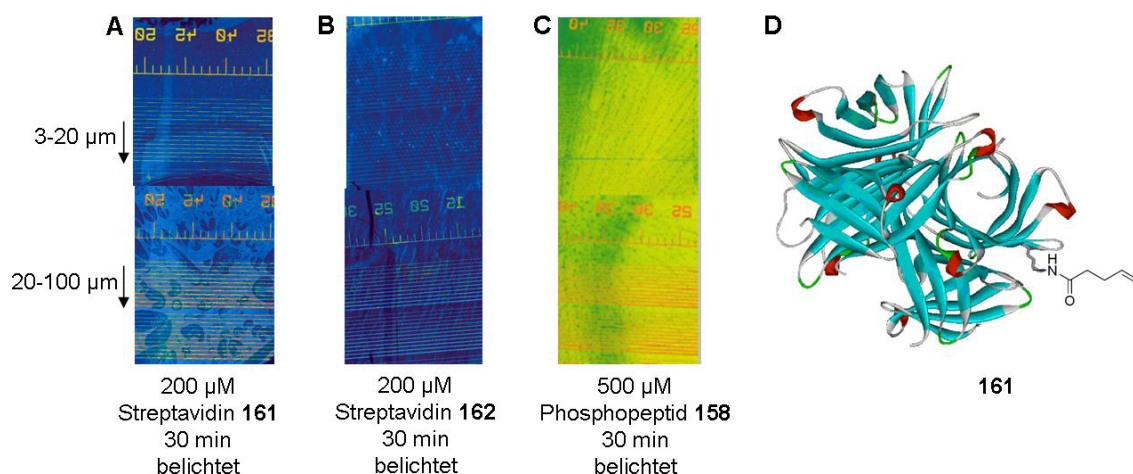 A
B
C
D
3-20 µm
20-100 µm
200 µM
Streptavidin 161
30 min
belichtet
200 µM
Streptavidin 162
30 min
belichtet
500 µM
Phosphopeptid 158
30 min
belichtet
H
N
O
161